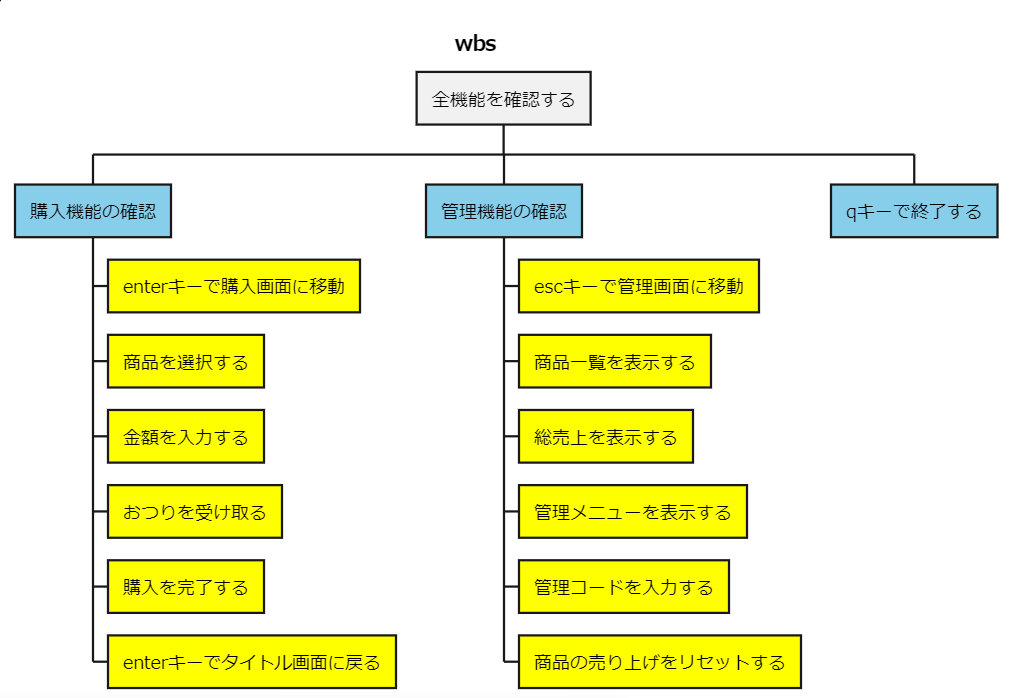 wbs
全機能を確認する
購入機能の確認
enterキーで購入画面に移動
商品を選択する
金額を入力する
おつりを受け取る
購入を完了する
enterキーでタイトル画面に戻る
管理機能の確認
escキーで管理画面に移動
商品一覧を表示する
総売上を表示する
管理メニューを表示する
管理コードを入力する
商品の売り上げをリセットする
qキーで終了する